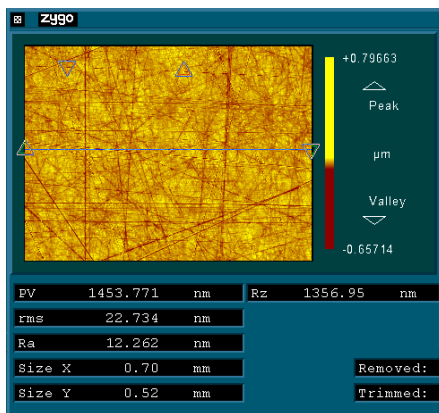 zygo
+0.79663
Peak
µm
Valley
-0.65714
PV 1453.771 nm Rz 1356.95 nm
rms 22.734 nm
Ra 12.262 nm
Size X 0.70 mm Removed:
Size Y 0.52 mm Trimmed: